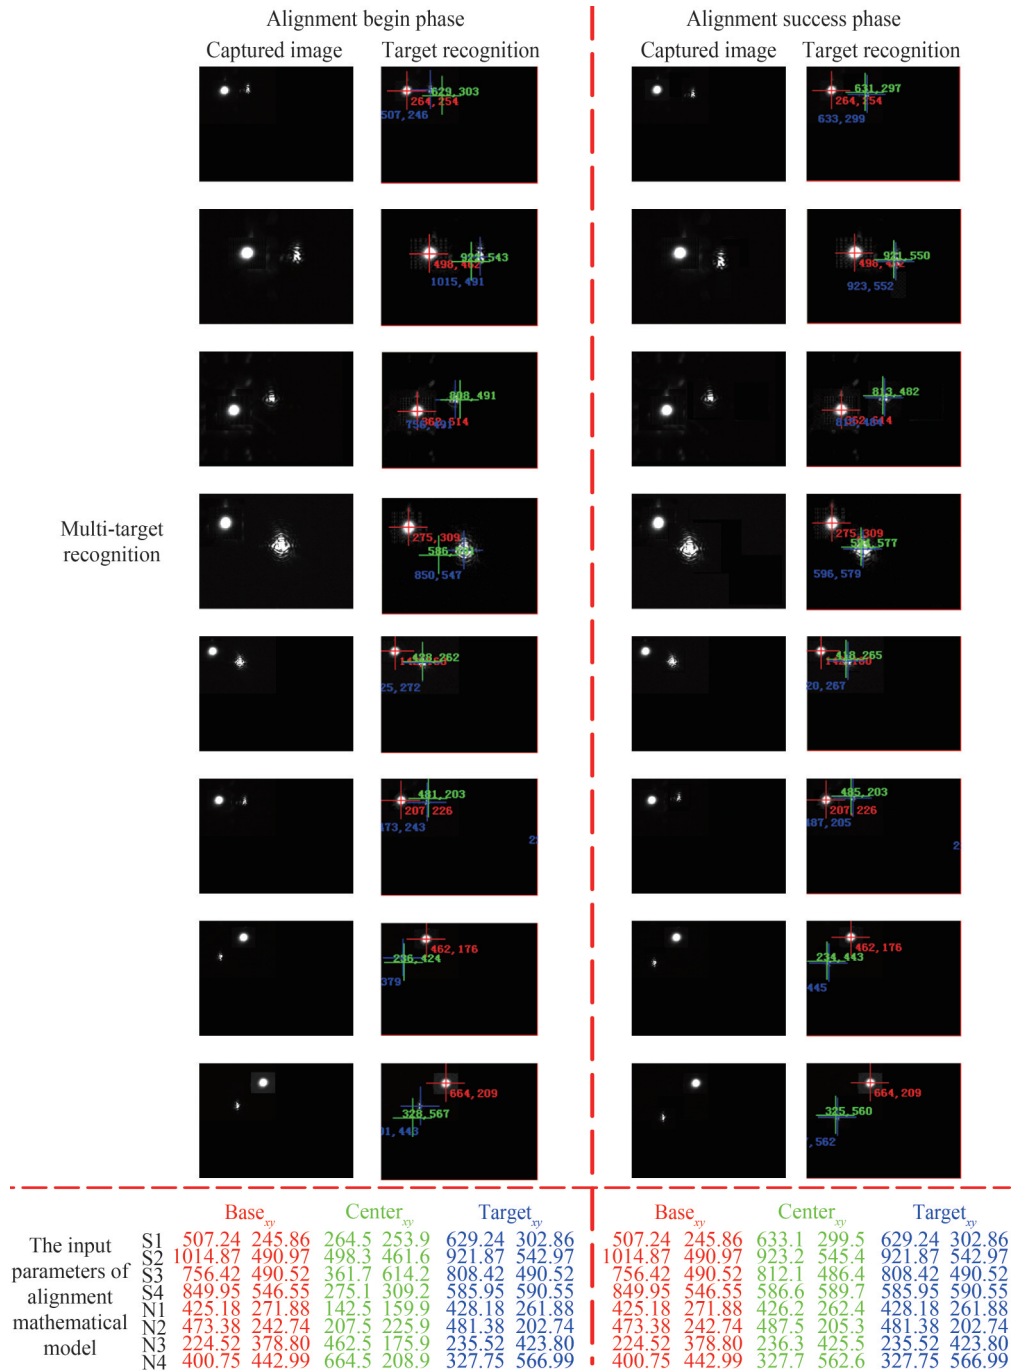 Alignment begin phase
Alignment success phase
Captured image
Target recognition
Captured image
Target recognition
629,303
264,254
507,246
631,297
264,254
633,299
543
1015,491
921,550
923,552
808,491
514
813,482
275,309
850,547
275,309
577
596,579
428,262
25,272
418,265
20,267
481,203
207 226
473,243
485,203
207,226
487,205
2
462,176
424
379
462,176
234,443
445
664,209
328,567
01,443
664,209
325,560
562
Multi-target
recognition
The input
parameters of
alignment
mathematical
model
Base xy Center xy Target xy Base xy Center xy Target xy
S1 507.24 245.86 264.5 253.9 629.24 302.86 507.24 245.86 633.1 299.5 629.24 302.86
S2 1014.87 490.97 498.3 461.6 921.87 542.97 1014.87 490.97 923.2 545.4 921.87 542.97
S3 756.42 490.52 361.7 614.2 808.42 490.52 756.42 490.52 812.1 486.4 808.42 490.52
S4 849.95 546.55 275.1 309.2 585.95 590.55 849.95 546.55 586.6 589.7 585.95 590.55
N1 425.18 271.88 142.5 159.9 428.18 261.88 425.18 271.88 426.2 262.4 428.18 261.88
N2 473.38 242.74 207.5 225.9 481.38 202.74 473.38 242.74 487.5 205.3 481.38 202.74
N3 224.52 378.80 462.5 175.9 235.52 423.80 224.52 378.80 236.3 425.5 235.52 423.80
N4 400.75 442.99 664.5 208.9 327.75 566.99 400.75 442.99 327.7 562.6 327.75 566.99